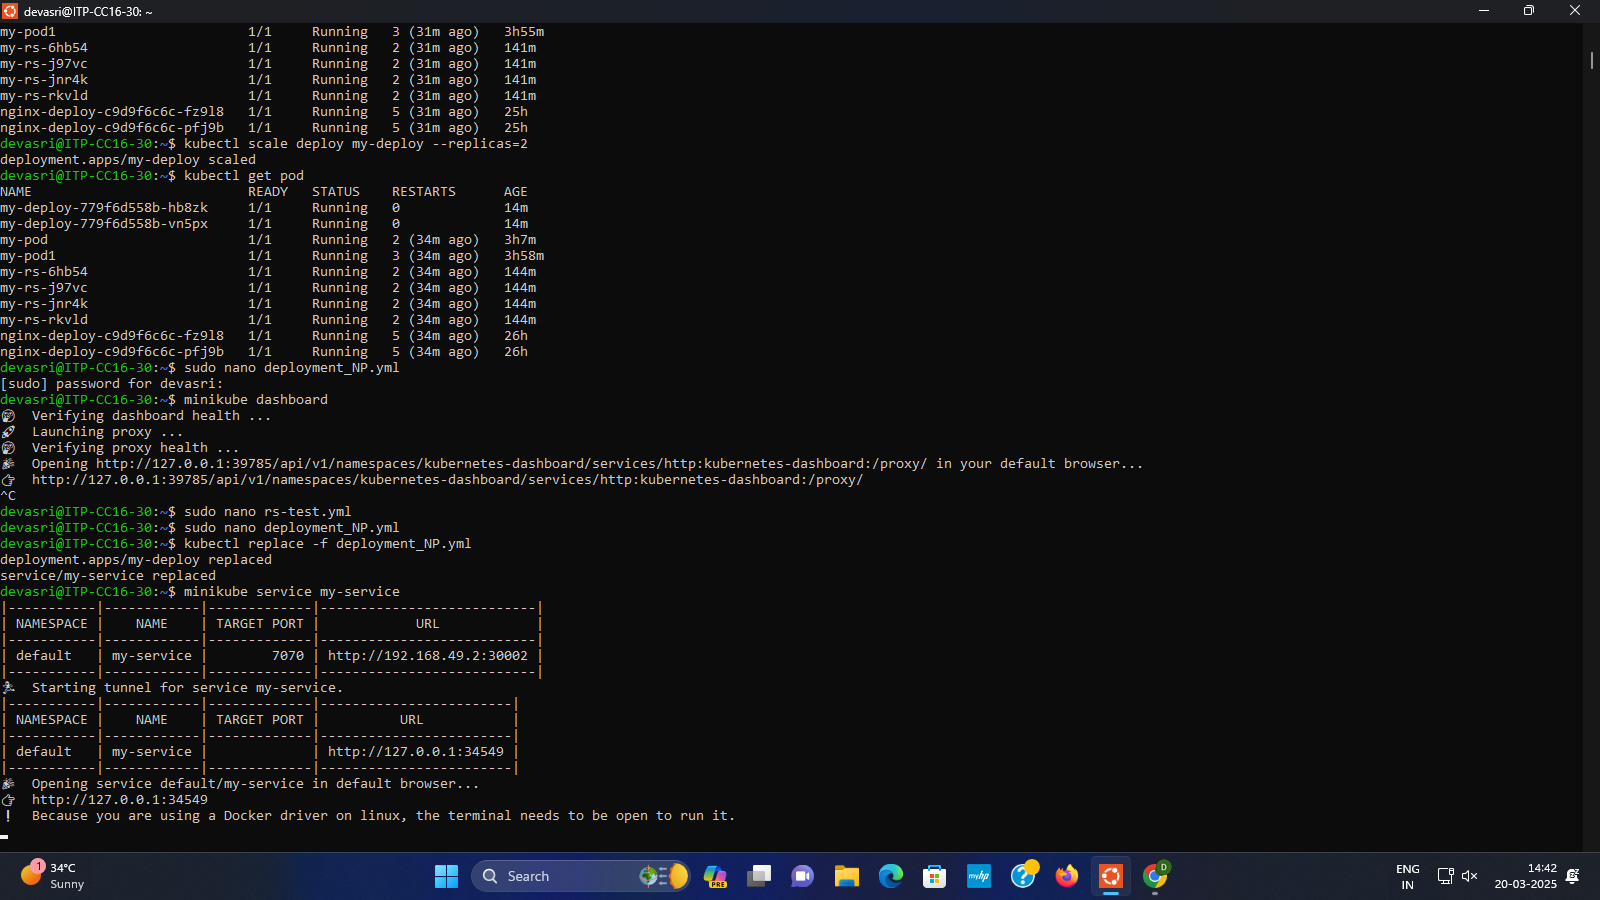 devasri@ITP-CC16-30: ~
my-pod1                        1/1     Running   3 (31m ago)   3h55m
my-rs-6hb54                    1/1     Running   2 (31m ago)   141m
my-rs-j97vc                    1/1     Running   2 (31m ago)   141m
my-rs-jnr4k                    1/1     Running   2 (31m ago)   141m
my-rs-rkvld                    1/1     Running   2 (31m ago)   141m
nginx-deploy-c9d9f6c6c-fz9l8   1/1     Running   5 (31m ago)   25h
nginx-deploy-c9d9f6c6c-pfj9b   1/1     Running   5 (31m ago)   25h
devasri@ITP-CC16-30:~$ kubectl scale deploy my-deploy --replicas=2
deployment.apps/my-deploy scaled
devasri@ITP-CC16-30:~$ kubectl get pod
NAME                           READY   STATUS    RESTARTS      AGE
my-deploy-779f6d558b-hb8zk     1/1     Running   0             14m
my-deploy-779f6d558b-vn5px     1/1     Running   0             14m
my-pod                         1/1     Running   2 (34m ago)   3h7m
my-pod1                        1/1     Running   3 (34m ago)   3h58m
my-rs-6hb54                    1/1     Running   2 (34m ago)   144m
my-rs-j97vc                    1/1     Running   2 (34m ago)   144m
my-rs-jnr4k                    1/1     Running   2 (34m ago)   144m
my-rs-rkvld                    1/1     Running   2 (34m ago)   144m
nginx-deploy-c9d9f6c6c-fz9l8   1/1     Running   5 (34m ago)   26h
nginx-deploy-c9d9f6c6c-pfj9b   1/1     Running   5 (34m ago)   26h
devasri@ITP-CC16-30:~$ sudo nano deployment_NP.yml
[sudo] password for devasri:
devasri@ITP-CC16-30:~$ minikube dashboard
Verifying dashboard health ...
Launching proxy ...
Verifying proxy health ...
Opening http://127.0.0.1:39785/api/v1/namespaces/kubernetes-dashboard/services/http:kubernetes-dashboard:/proxy/ in your default browser...
http://127.0.0.1:39785/api/v1/namespaces/kubernetes-dashboard/services/http:kubernetes-dashboard:/proxy/
^C
devasri@ITP-CC16-30:~$ sudo nano rs-test.yml
devasri@ITP-CC16-30:~$ sudo nano deployment_NP.yml
devasri@ITP-CC16-30:~$ kubectl replace -f deployment_NP.yml
deployment.apps/my-deploy replaced
service/my-service replaced
devasri@ITP-CC16-30:~$ minikube service my-service
|-----------|------------|-------------|---------------------------|
| NAMESPACE |    NAME    | TARGET PORT |            URL            |
|-----------|------------|-------------|---------------------------|
| default   | my-service |        7070 | http://192.168.49.2:30002 |
|-----------|------------|-------------|---------------------------|
Starting tunnel for service my-service.
|-----------|------------|-------------|------------------------|
| NAMESPACE |    NAME    | TARGET PORT |          URL           |
|-----------|------------|-------------|------------------------|
| default   | my-service |             | http://127.0.0.1:34549 |
|-----------|------------|-------------|------------------------|
Opening service default/my-service in default browser...
http://127.0.0.1:34549
! Because you are using a Docker driver on linux, the terminal needs to be open to run it.
1
34°C
Sunny
Search
PRE
myhp
D
ENG
IN
14:42
20-03-2025